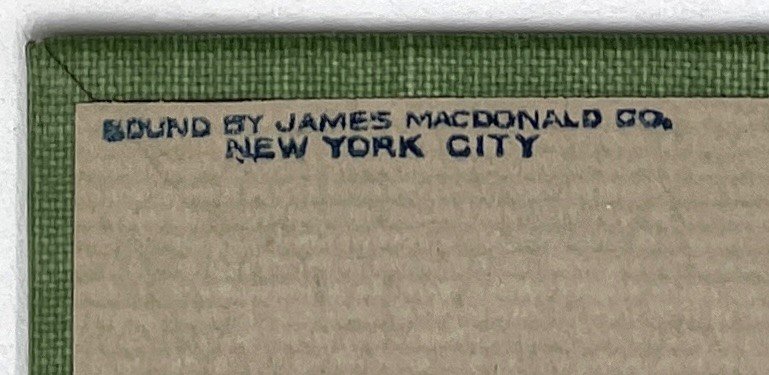 BOUND BY JAMES MACDONALD CO.
NEW YORK CITY